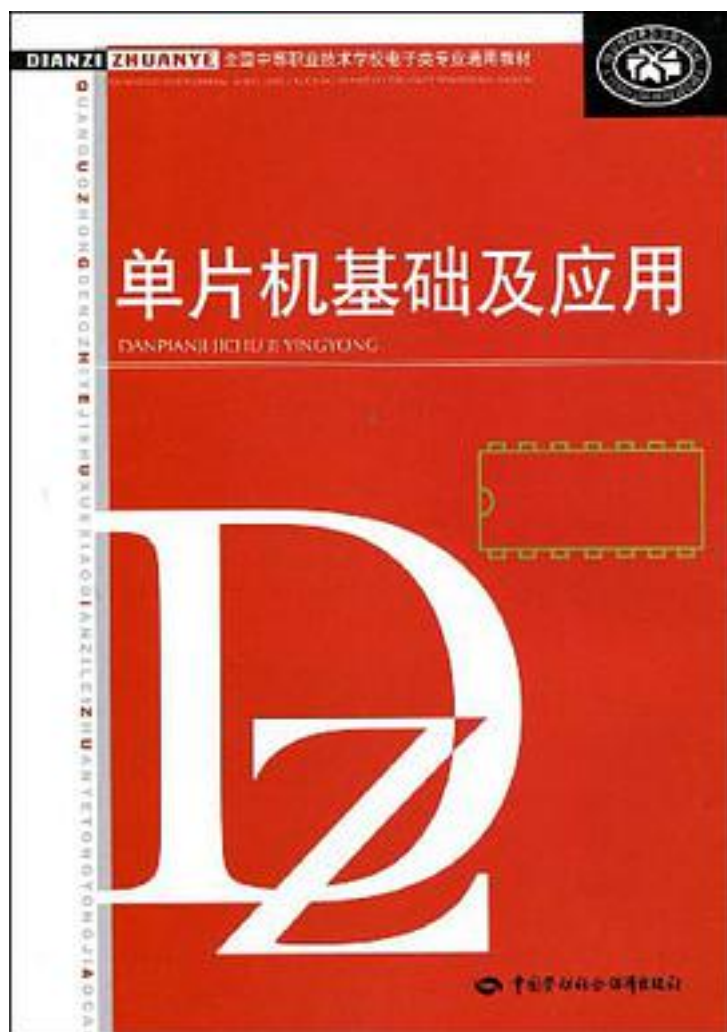 DIANZI ZHUANYE 全国中等职业技术学校电子类专业通用教材
单片机基础及应用
DANPIANJI JICHU JI YINGYONG
DZ
QUANGUOZHONGDENGZHIYEJISHUXUEXIAODIANZILEIZHUANYETONGYONGJIAOCAI
中国劳动社会保障出版社